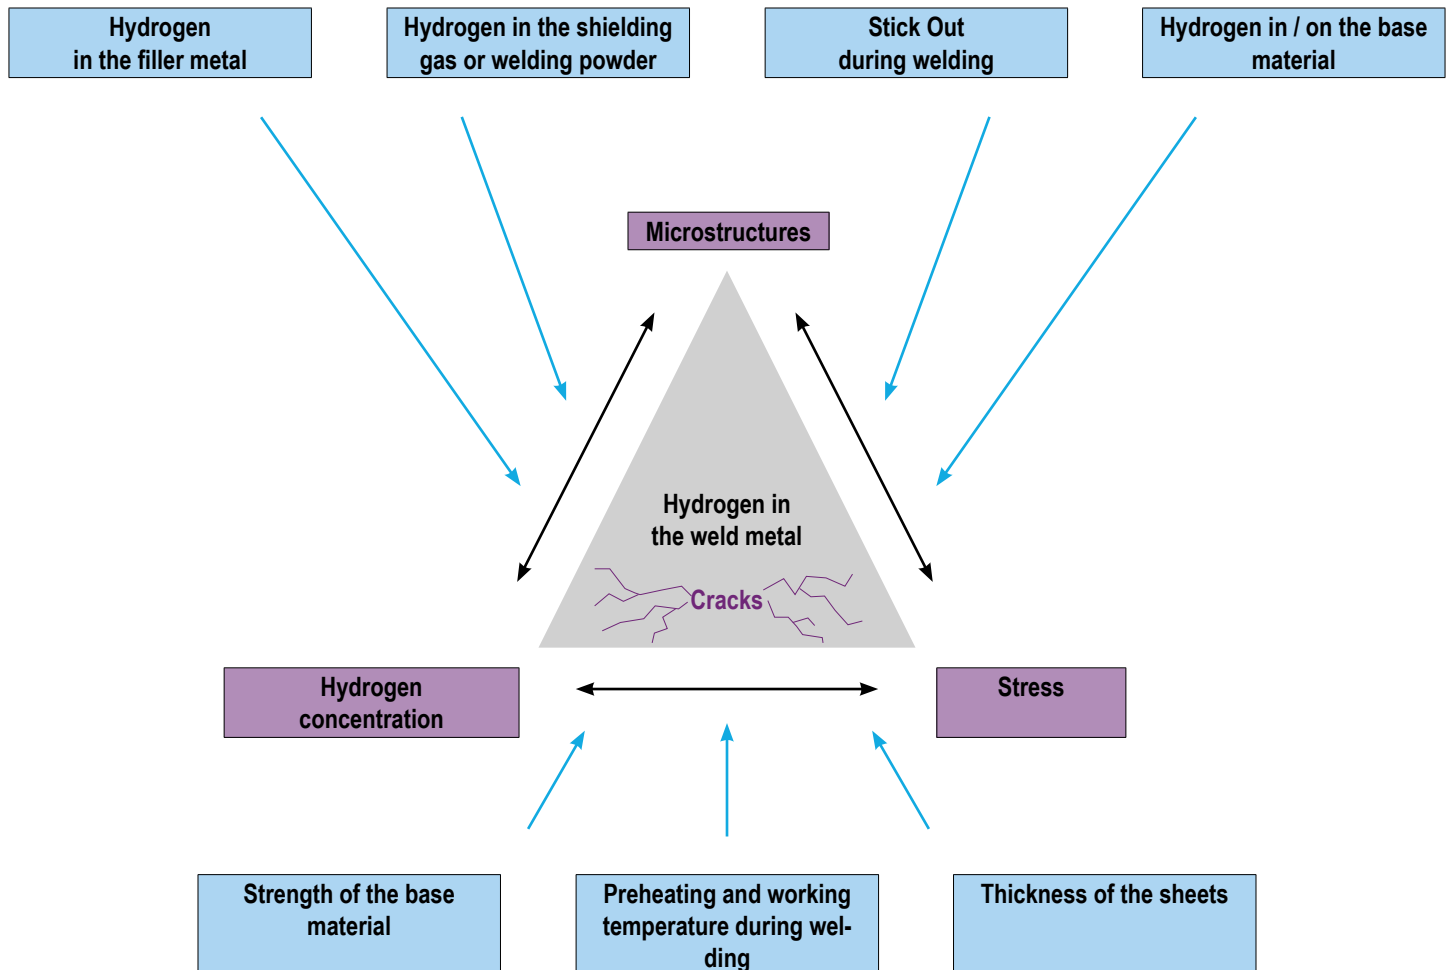 Hydrogen
in the filler metal
Hydrogen in the shielding
gas or welding powder
Stick Out
during welding
Hydrogen in / on the base
material
Microstructures
Hydrogen in
the weld metal
Cracks
Hydrogen
concentration
Stress
Strength of the base
material
Preheating and working
temperature during wel-
ding
Thickness of the sheets